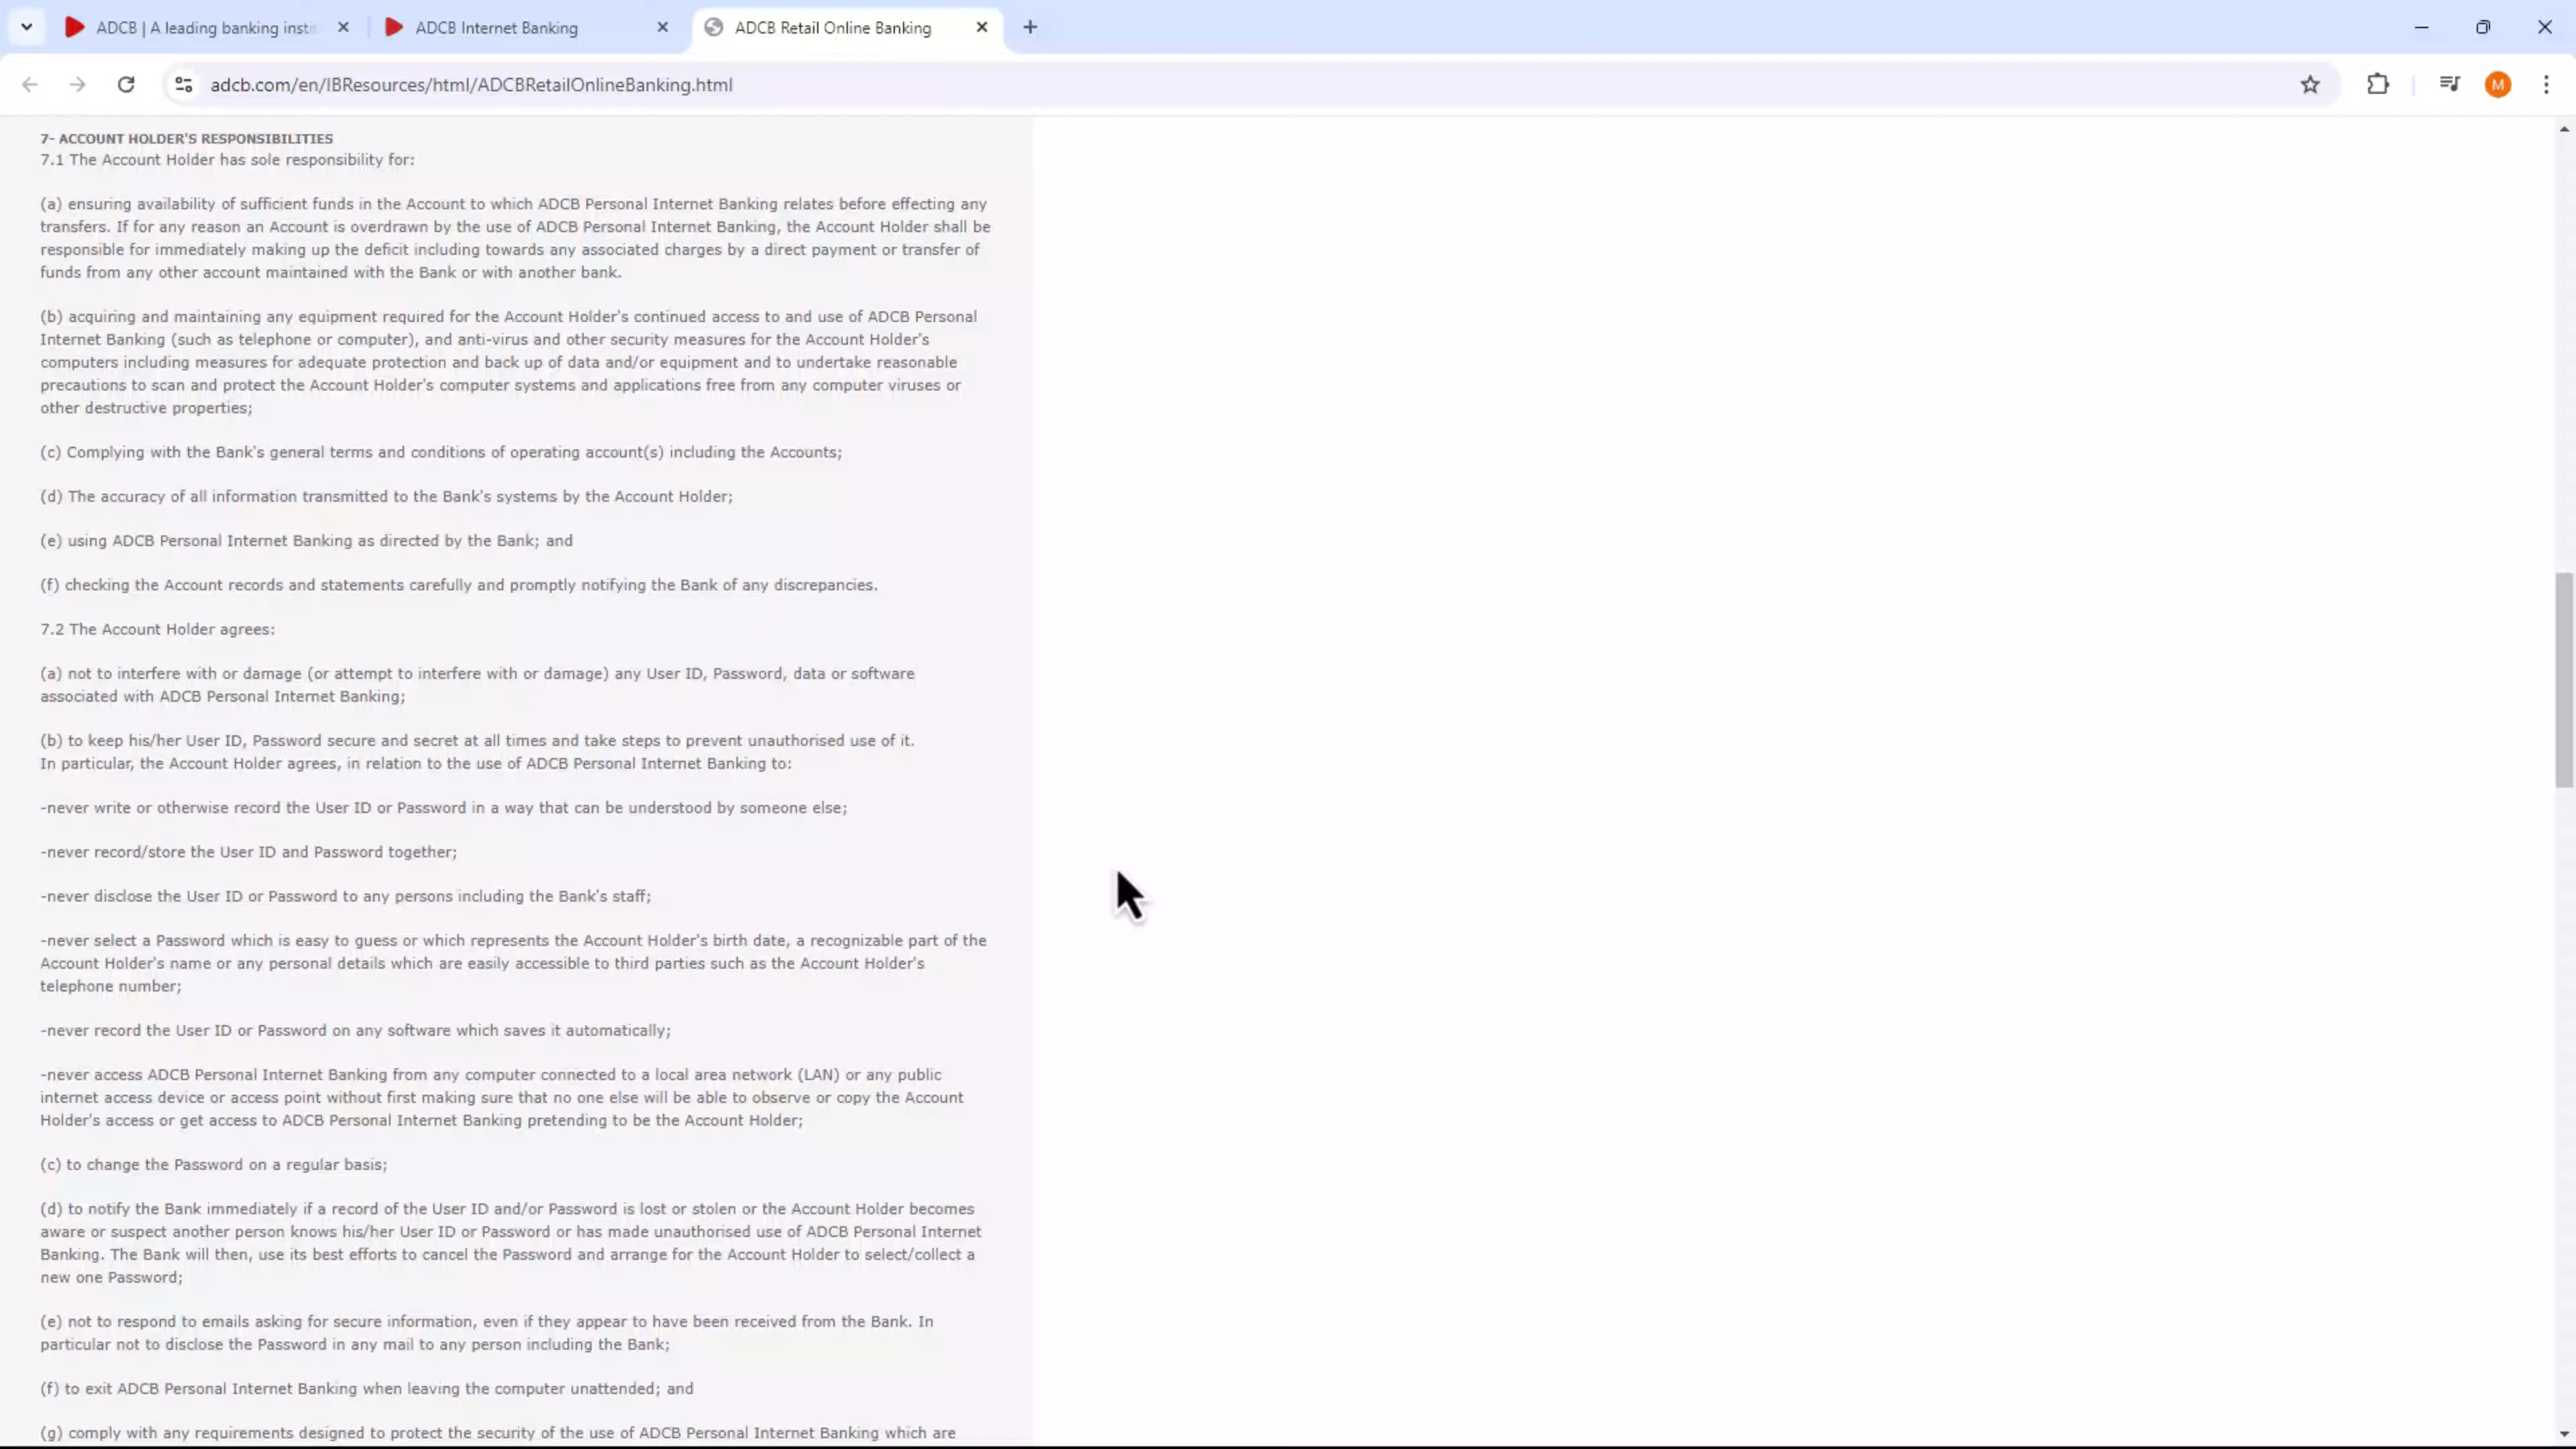 ADCB | A leading banking insti
ADCB Internet Banking
ADCB Retail Online Banking
adcb.com/en/IBResources/html/ADCBRetailOnlineBanking.html
M
7- ACCOUNT HOLDER'S RESPONSIBILITIES
7.1 The Account Holder has sole responsibility for:
(a) ensuring availability of sufficient funds in the Account to which ADCB Personal Internet Banking relates before effecting any
transfers. If for any reason an Account is overdrawn by the use of ADCB Personal Internet Banking, the Account Holder shall be
responsible for immediately making up the deficit including towards any associated charges by a direct payment or transfer of
funds from any other account maintained with the Bank or with another bank.
(b) acquiring and maintaining any equipment required for the Account Holder's continued access to and use of ADCB Personal
Internet Banking (such as telephone or computer), and anti-virus and other security measures for the Account Holder's
computers including measures for adequate protection and back up of data and/or equipment and to undertake reasonable
precautions to scan and protect the Account Holder's computer systems and applications free from any computer viruses or
other destructive properties;
(c) Complying with the Bank's general terms and conditions of operating account(s) including the Accounts;
(d) The accuracy of all information transmitted to the Bank's systems by the Account Holder;
(e) using ADCB Personal Internet Banking as directed by the Bank; and
(f) checking the Account records and statements carefully and promptly notifying the Bank of any discrepancies.
7.2 The Account Holder agrees:
(a) not to interfere with or damage (or attempt to interfere with or damage) any User ID, Password, data or software
associated with ADCB Personal Internet Banking;
(b) to keep his/her User ID, Password secure and secret at all times and take steps to prevent unauthorised use of it.
In particular, the Account Holder agrees, in relation to the use of ADCB Personal Internet Banking to:
-never write or otherwise record the User ID or Password in a way that can be understood by someone else;
-never record/store the User ID and Password together;
-never disclose the User ID or Password to any persons including the Bank's staff;
-never select a Password which is easy to guess or which represents the Account Holder's birth date, a recognizable part of the
Account Holder's name or any personal details which are easily accessible to third parties such as the Account Holder's
telephone number;
-never record the User ID or Password on any software which saves it automatically;
-never access ADCB Personal Internet Banking from any computer connected to a local area network (LAN) or any public
internet access device or access point without first making sure that no one else will be able to observe or copy the Account
Holder's access or get access to ADCB Personal Internet Banking pretending to be the Account Holder;
(c) to change the Password on a regular basis;
(d) to notify the Bank immediately if a record of the User ID and/or Password is lost or stolen or the Account Holder becomes
aware or suspect another person knows his/her User ID or Password or has made unauthorised use of ADCB Personal Internet
Banking. The Bank will then, use its best efforts to cancel the Password and arrange for the Account Holder to select/collect a
new one Password;
(e) not to respond to emails asking for secure information, even if they appear to have been received from the Bank. In
particular not to disclose the Password in any mail to any person including the Bank;
(f) to exit ADCB Personal Internet Banking when leaving the computer unattended; and
(g) comply with any requirements designed to protect the security of the use of ADCB Personal Internet Banking which are